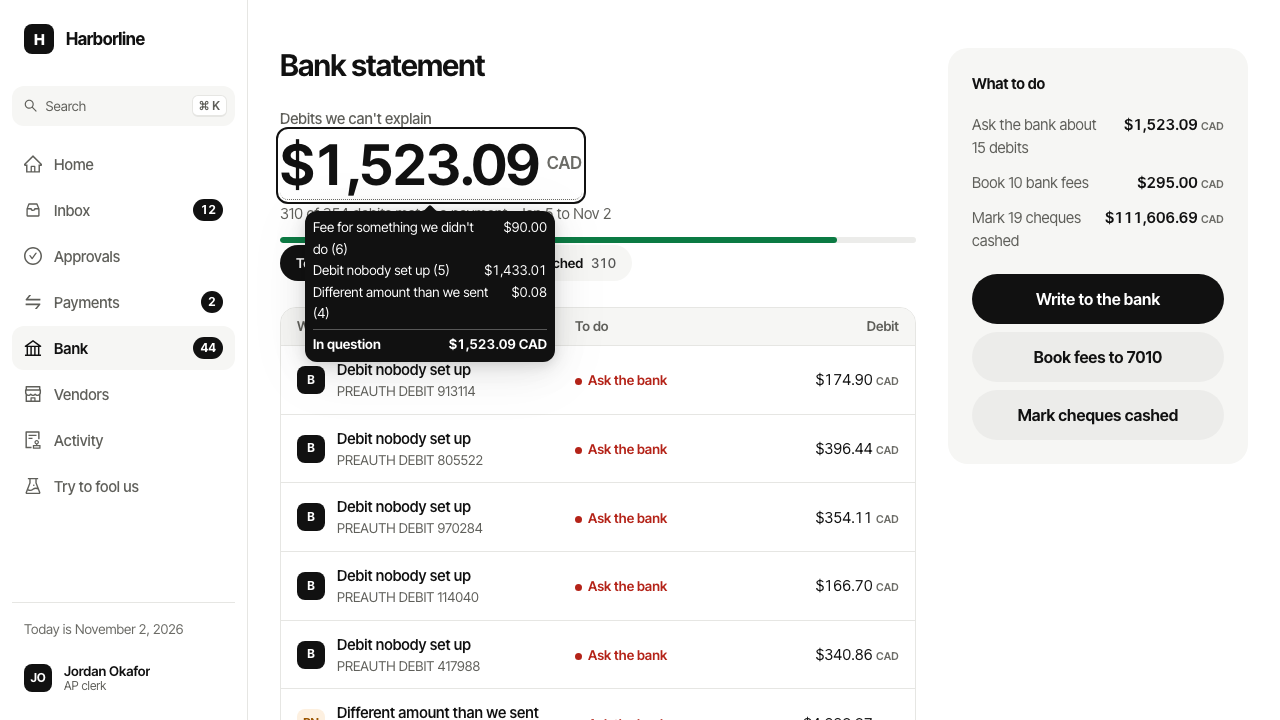 H Harborline
Search ⌘ K
Home
Inbox 12
Approvals
Payments 2
Bank 44
Vendors
Activity
Try to fool us
Today is November 2, 2026
JO Jordan Okafor
AP clerk
Bank statement
Debits we can't explain
$1,523.09 CAD
310 5 to Nov 2
Fee for something we didn't $90.00
do (6)
Debit nobody set up (5) $1,433.01
Different amount than we sent $0.08
(4)
In question $1,523.09 CAD
310
To do Debit
B Debit nobody set up
PREAUTH DEBIT 913114
Ask the bank $174.90 CAD
B Debit nobody set up
PREAUTH DEBIT 805522
Ask the bank $396.44 CAD
B Debit nobody set up
PREAUTH DEBIT 970284
Ask the bank $354.11 CAD
B Debit nobody set up
PREAUTH DEBIT 114040
Ask the bank $166.70 CAD
B Debit nobody set up
PREAUTH DEBIT 417988
Ask the bank $340.86 CAD
Different amount than we sent
What to do
Ask the bank about $1,523.09 CAD
15 debits
Book 10 bank fees $295.00 CAD
Mark 19 cheques $111,606.69 CAD
cashed
Write to the bank
Book fees to 7010
Mark cheques cashed